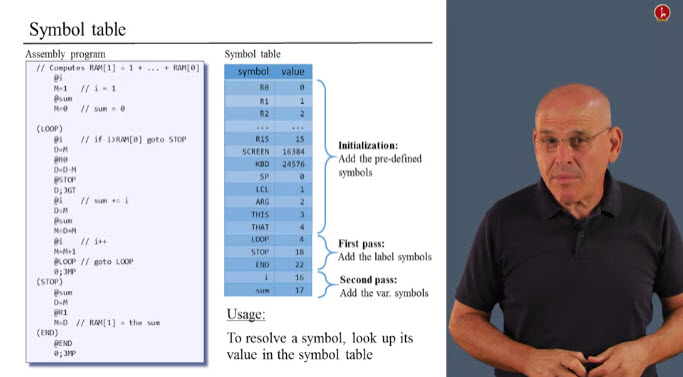 Symbol table
Assembly program
// Computes RAM[1] = 1 + ... + RAM[0]
@i
M=1 // i = 1
@sum
M=0 // sum = 0
(LOOP)
@i // if i>RAM[0] goto STOP
D=M
@R0
D=D-M
@STOP
D;JGT
@i // sum += i
D=M
@sum
M=D+M
@i // i++
M=M+1
@LOOP // goto LOOP
0;JMP
(STOP)
@sum
D=M
@R1
M=D // RAM[1] = the sum
(END)
@END
0;JMP
Symbol table
symbol value
R0 0
R1 1
R2 2
... ...
R15 15
SCREEN 16384
KBD 24576
SP 0
LCL 1
ARG 2
THIS 3
THAT 4
LOOP 4
STOP 18
END 22
i 16
sum 17
Initialization:
Add the pre-defined
symbols
First pass:
Add the label symbols
Second pass:
Add the var. symbols
Usage:
To resolve a symbol, look up its
value in the symbol table